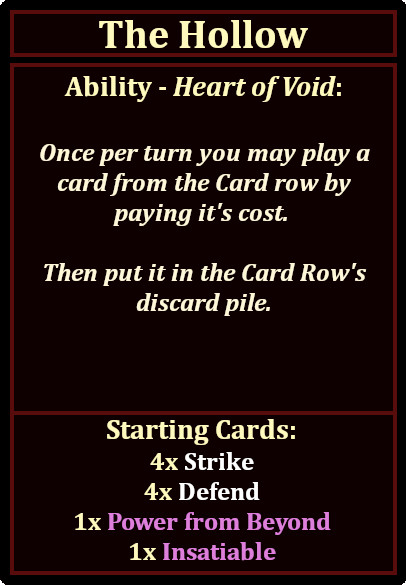 The Hollow
Ability - Heart of Void:
Once per turn you may play a
card from the Card row by
paying it's cost.
Then put it in the Card Row's
discard pile.
Starting Cards:
4x Strike
4x Defend
1x Power from Beyond
1x Insatiable